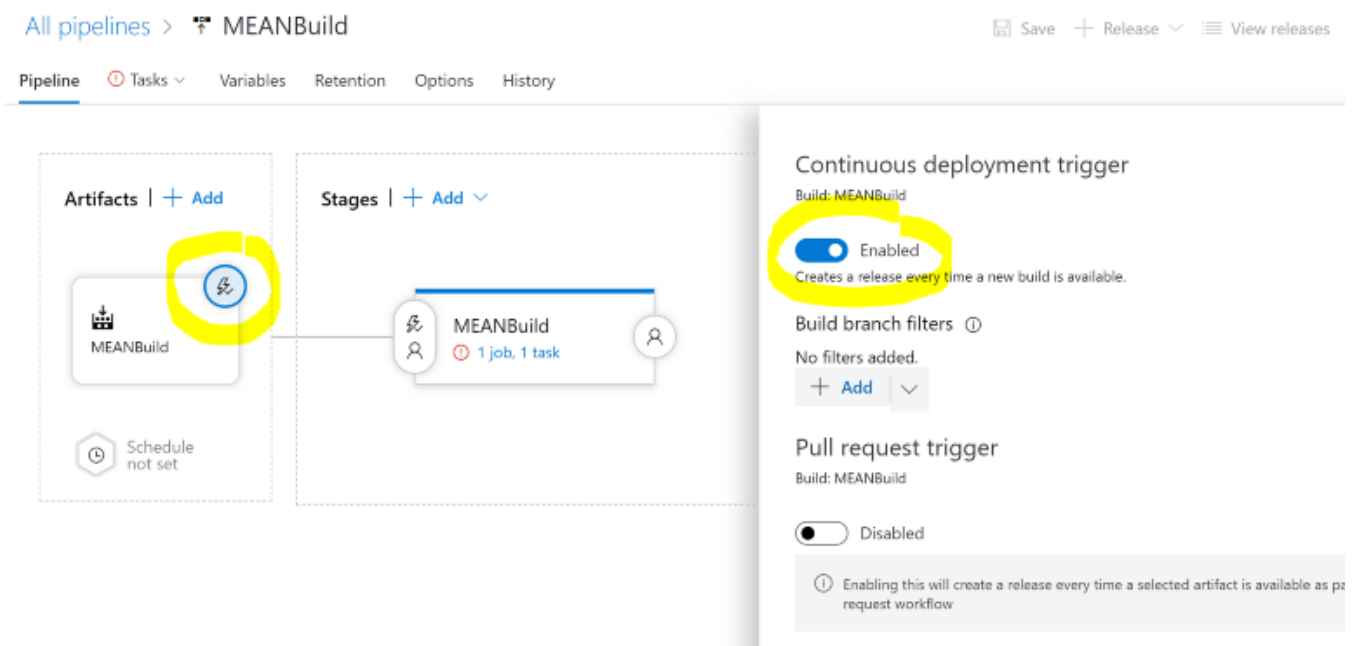 All pipelines > MEANBuild
Save + Release View releases
Pipeline Tasks Variables Retention Options History
Artifacts | + Add
Stages | + Add
MEANBuild
Schedule
not set
MEANBuild
1 job, 1 task
Continuous deployment trigger
Build: MEANBuild
Enabled
Creates a release every time a new build is available.
Build branch filters
No filters added.
+ Add
Pull request trigger
Build: MEANBuild
Disabled
Enabling this will create a release every time a selected artifact is available as pa
request workflow